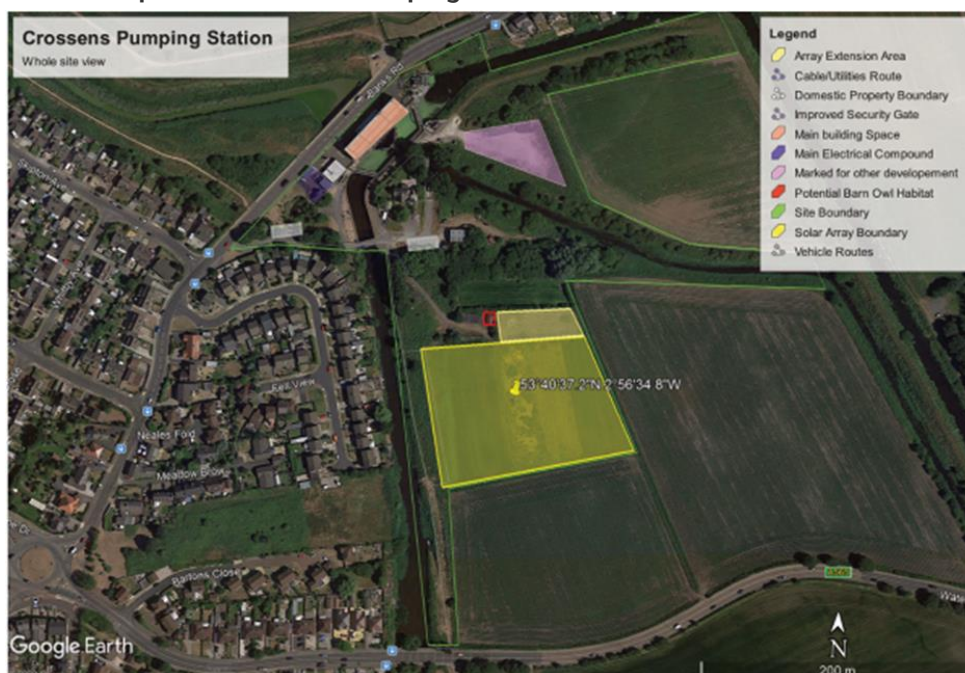 Crossens Pumping Station
Whole site view
Legend
Array Extension Area
Cable/Utilities Route
Domestic Property Boundary
Improved Security Gate
Main building Space
Main Electrical Compound
Marked for other developement
Potential Barn Owl Habitat
Site Boundary
Solar Array Boundary
Vehicle Routes
53°40'37.2"N 2°56'34.8"W
Fell View
Neales Fold
Meadow Brow
Bartons Close
Google Earth
N
200 m